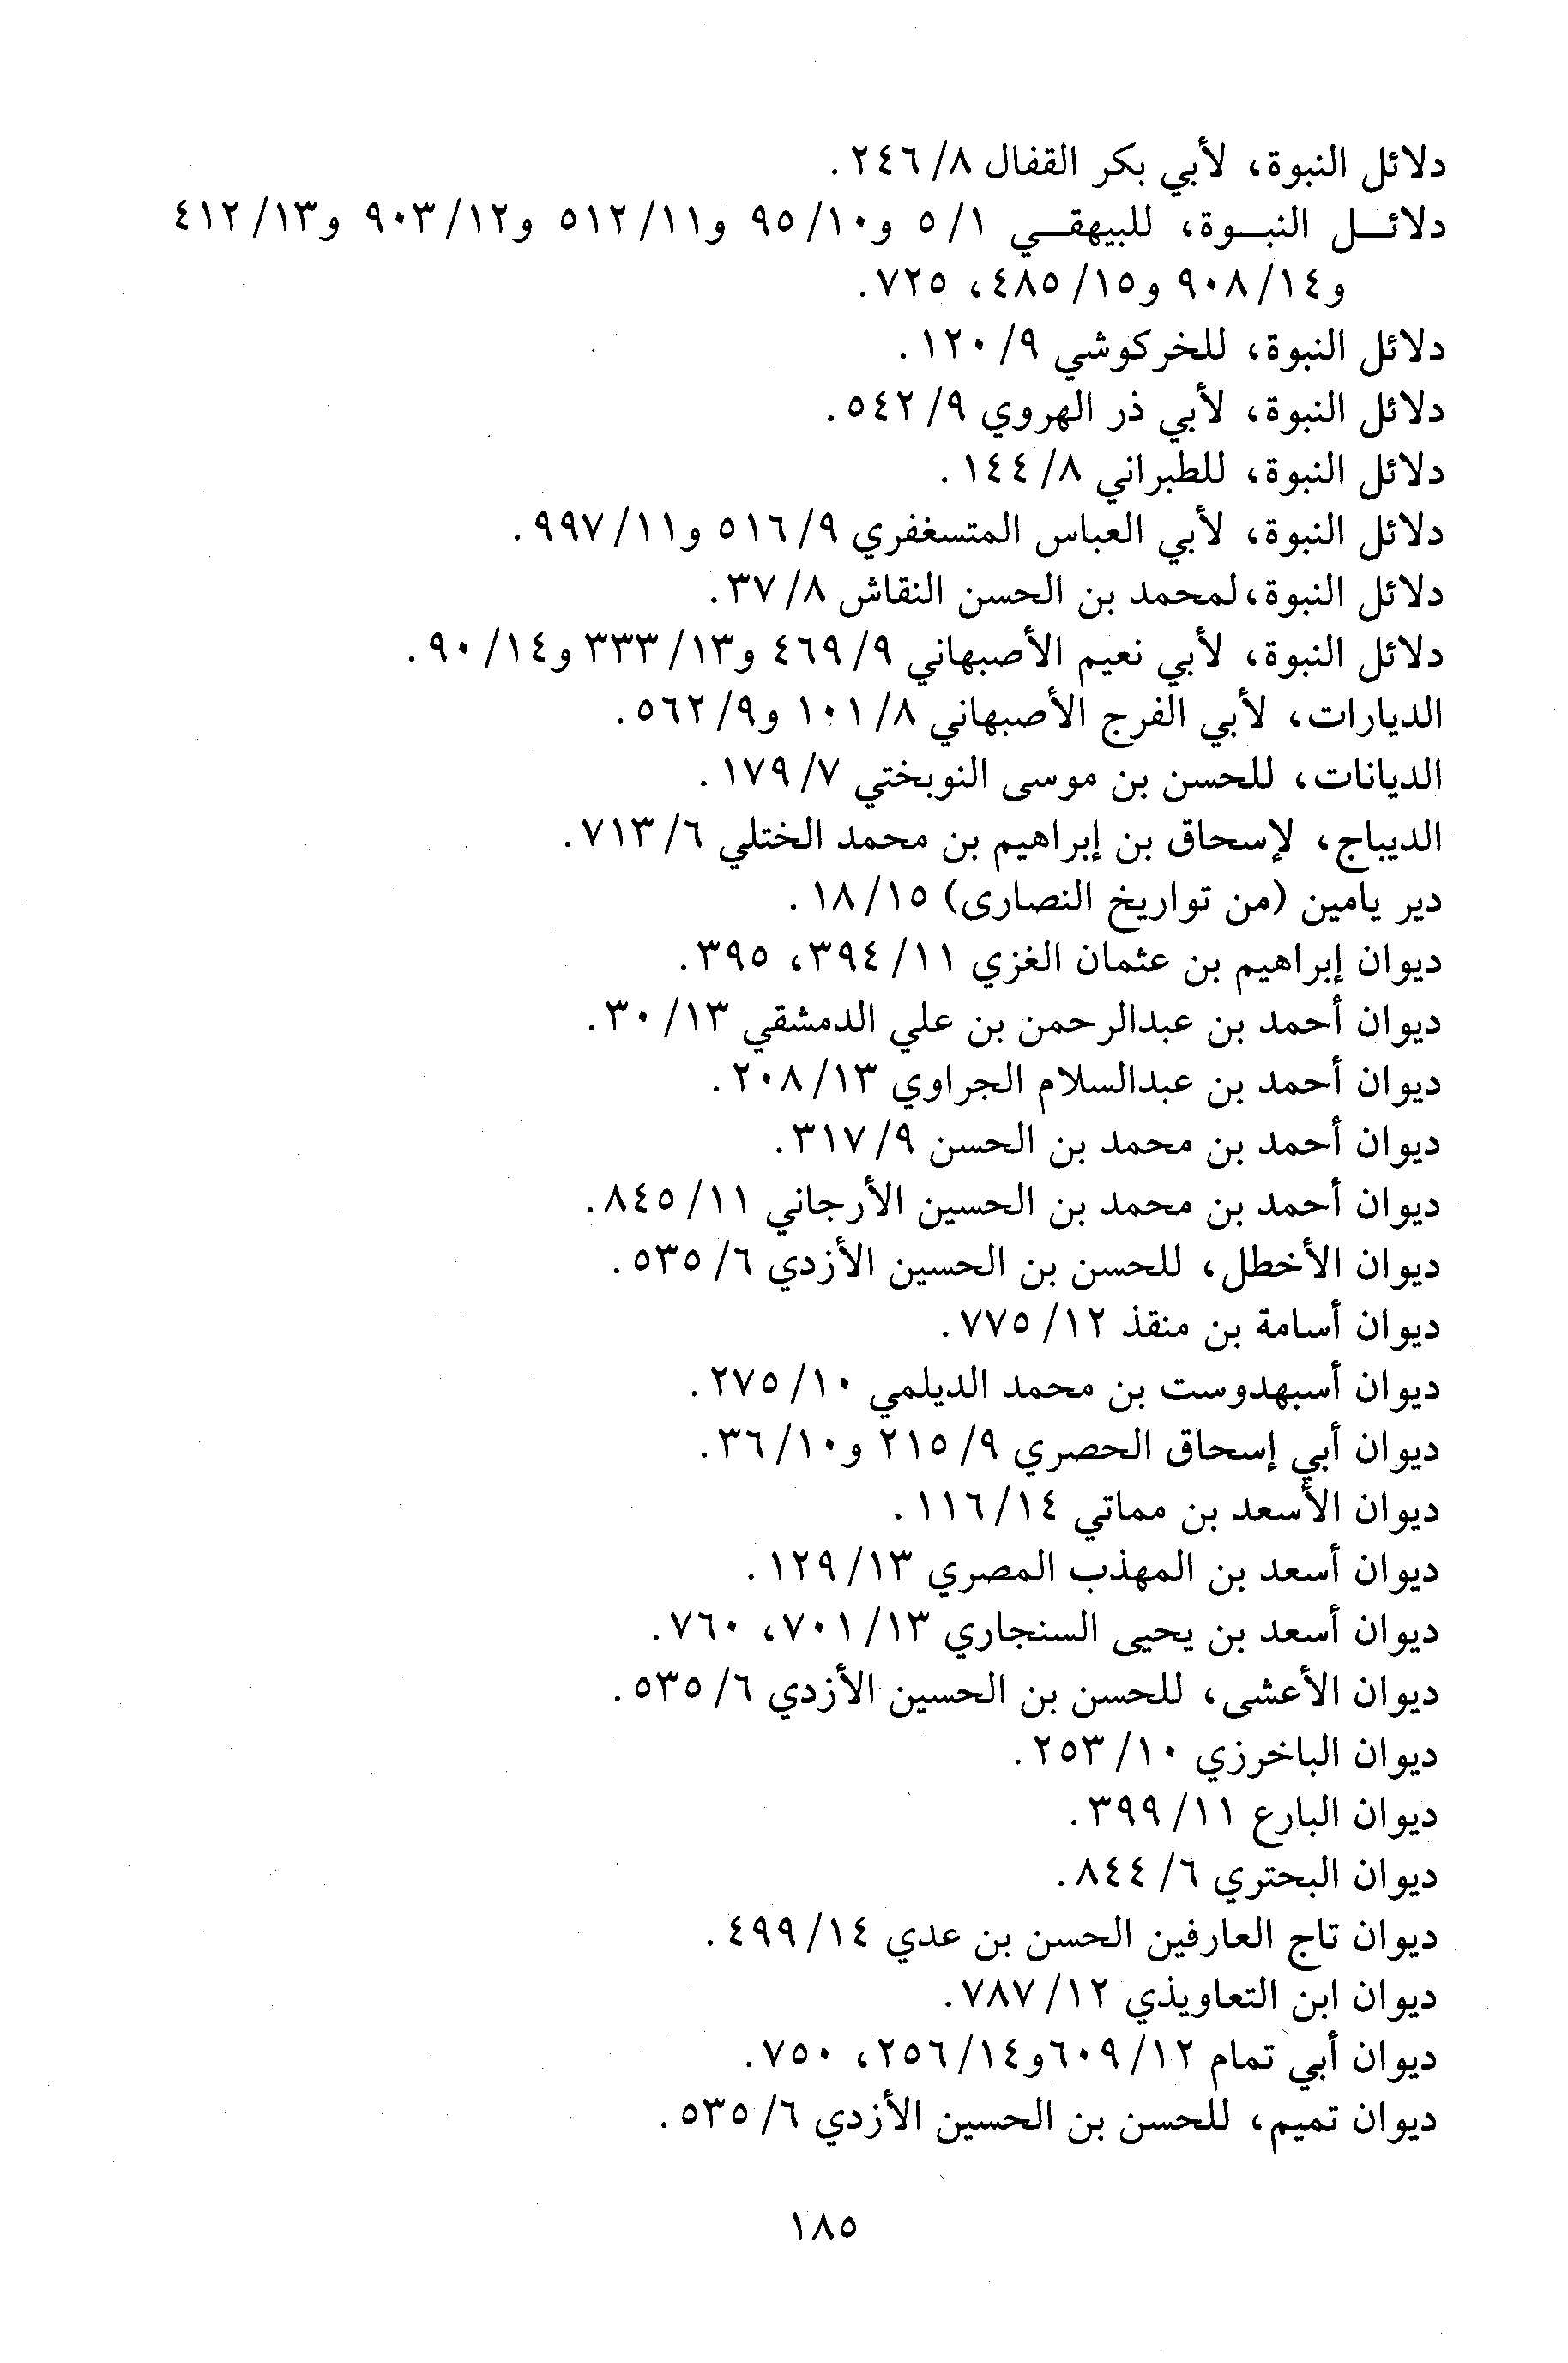 دلائل النبوة، لأبي بكر القفال ٨/ ٢٤٦.
دلائـل النبـوة، للبيهقـي ١/ ٥ و١٠/ ٩٥ و١١/ ٥١٢ و١٢/ ٩٠٣ و١٣/ ٤١٢
و١٤/ ٩٠٨ و١٥/ ٤٨٥، ٧٢٥.
دلائل النبوة، للخركوشي ٩/ ١٢٠.
دلائل النبوة، لأبي ذر الهروي ٩/ ٥٤٢.
دلائل النبوة، للطبراني ٨/ ١٤٤.
دلائل النبوة، لأبي العباس المتسغفري ٩/ ٥١٦ و١١/ ٩٩٧.
دلائل النبوة،لمحمد بن الحسن النقاش ٨/ ٣٧.
دلائل النبوة، لأبي نعيم الأصبهاني ٩/ ٤٦٩ و١٣/ ٣٣٣ و١٤/ ٩٠.
الديارات، لأبي الفرج الأصبهاني ٨/ ١٠١ و٩/ ٥٦٢.
الديانات، للحسن بن موسى النوبختي ٧/ ١٧٩.
الديباج، لإسحاق بن إبراهيم بن محمد الختلي ٦/ ٧١٣.
دير يامين (من تواريخ النصارى) ١٥/ ١٨.
ديوان إبراهيم بن عثمان الغزي ١١/ ٣٩٤، ٣٩٥.
ديوان أحمد بن عبدالرحمن بن علي الدمشقي ١٣/ ٣٠.
ديوان أحمد بن عبدالسلام الجراوي ١٣/ ٢٠٨.
ديوان أحمد بن محمد بن الحسن ٩/ ٣١٧.
ديوان أحمد بن محمد بن الحسين الأرجاني ١١/ ٨٤٥.
ديوان الأخطل، للحسن بن الحسين الأزدي ٦/ ٥٣٥.
ديوان أسامة بن منقذ ١٢/ ٧٧٥.
ديوان أسبهدوست بن محمد الديلمي ١٠/ ٢٧٥.
ديوان أبي إسحاق الحصري ٩/ ٢١٥ و١٠/ ٣٦.
ديوان الأسعد بن مماتي ١٤/ ١١٦.
ديوان أسعد بن المهذب المصري ١٣/ ١٢٩.
ديوان أسعد بن يحيى السنجاري ١٣/ ٧٠١، ٧٦٠.
ديوان الأعشى، للحسن بن الحسين الأزدي ٦/ ٥٣٥.
ديوان الباخرزي ١٠/ ٢٥٣.
ديوان البارع ١١/ ٣٩٩.
ديوان البحتري ٦/ ٨٤٤.
ديوان تاج العارفين الحسن بن عدي ١٤/ ٤٩٩.
ديوان ابن التعاويذي ١٢/ ٧٨٧.
ديوان أبي تمام ١٢/ ٦٠٩و١٤/ ٢٥٦، ٧٥٠.
ديوان تميم، للحسن بن الحسين الأزدي ٦/ ٥٣٥.
١٨٥